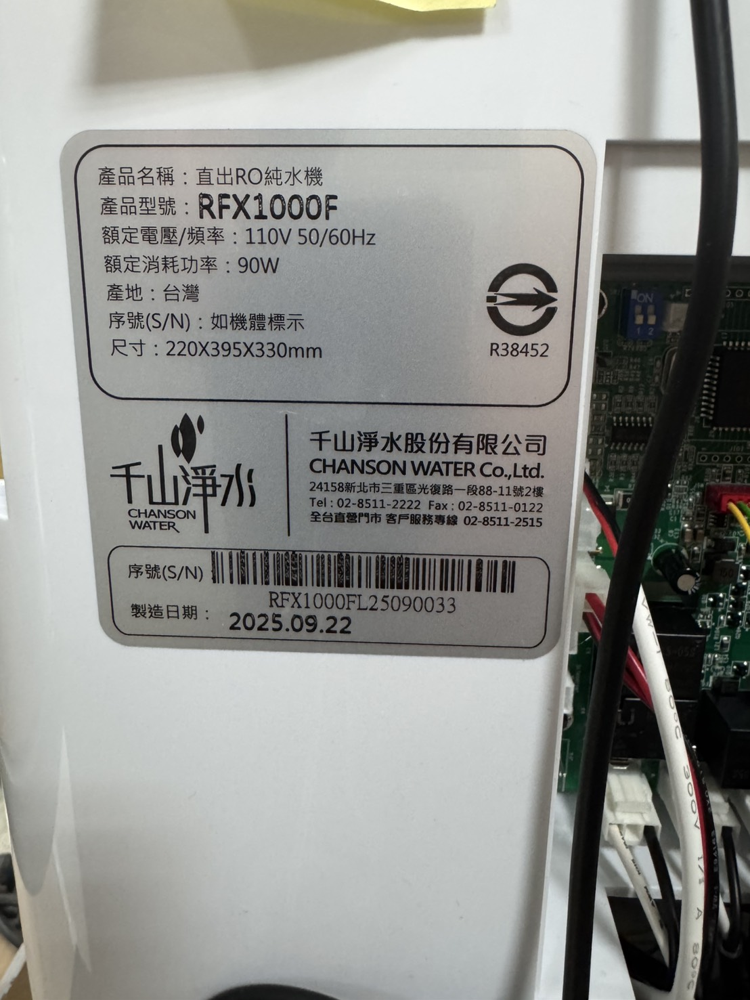 產品名稱：直出RO純水機
產品型號：RFX1000F
額定電壓/頻率：110V 50/60Hz
額定消耗功率：90W
產地：台灣
序號(S/N)：如機體標示
尺寸：220X395X330mm
R38452
千山淨水
CHANSON
WATER
千山淨水股份有限公司
CHANSON WATER Co.,Ltd.
24158新北市三重區光復路一段88-11號2樓
Tel：02-8511-2222 Fax：02-8511-0122
全台直營門市 客戶服務專線 02-8511-2515
序號(S/N)
RFX1000FL25090033
製造日期：2025.09.22
ON
1 2
80°C 300V
A 80°C